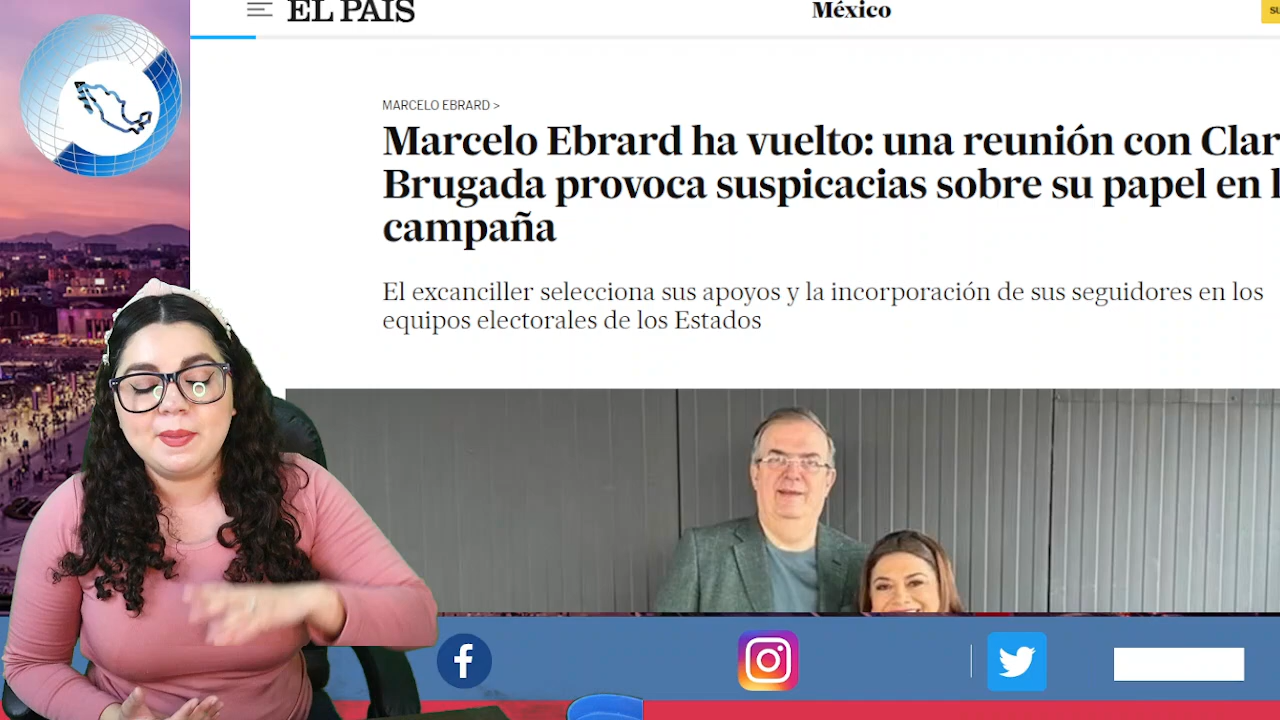 EL PAÍS
México
MARCELO EBRARD >
Marcelo Ebrard ha vuelto: una reunión con
Brugada provoca suspicacias sobre su papel en
campaña
El excanciller selecciona sus apoyos y la incorporación de sus seguidores en los
equipos electorales de los Estados